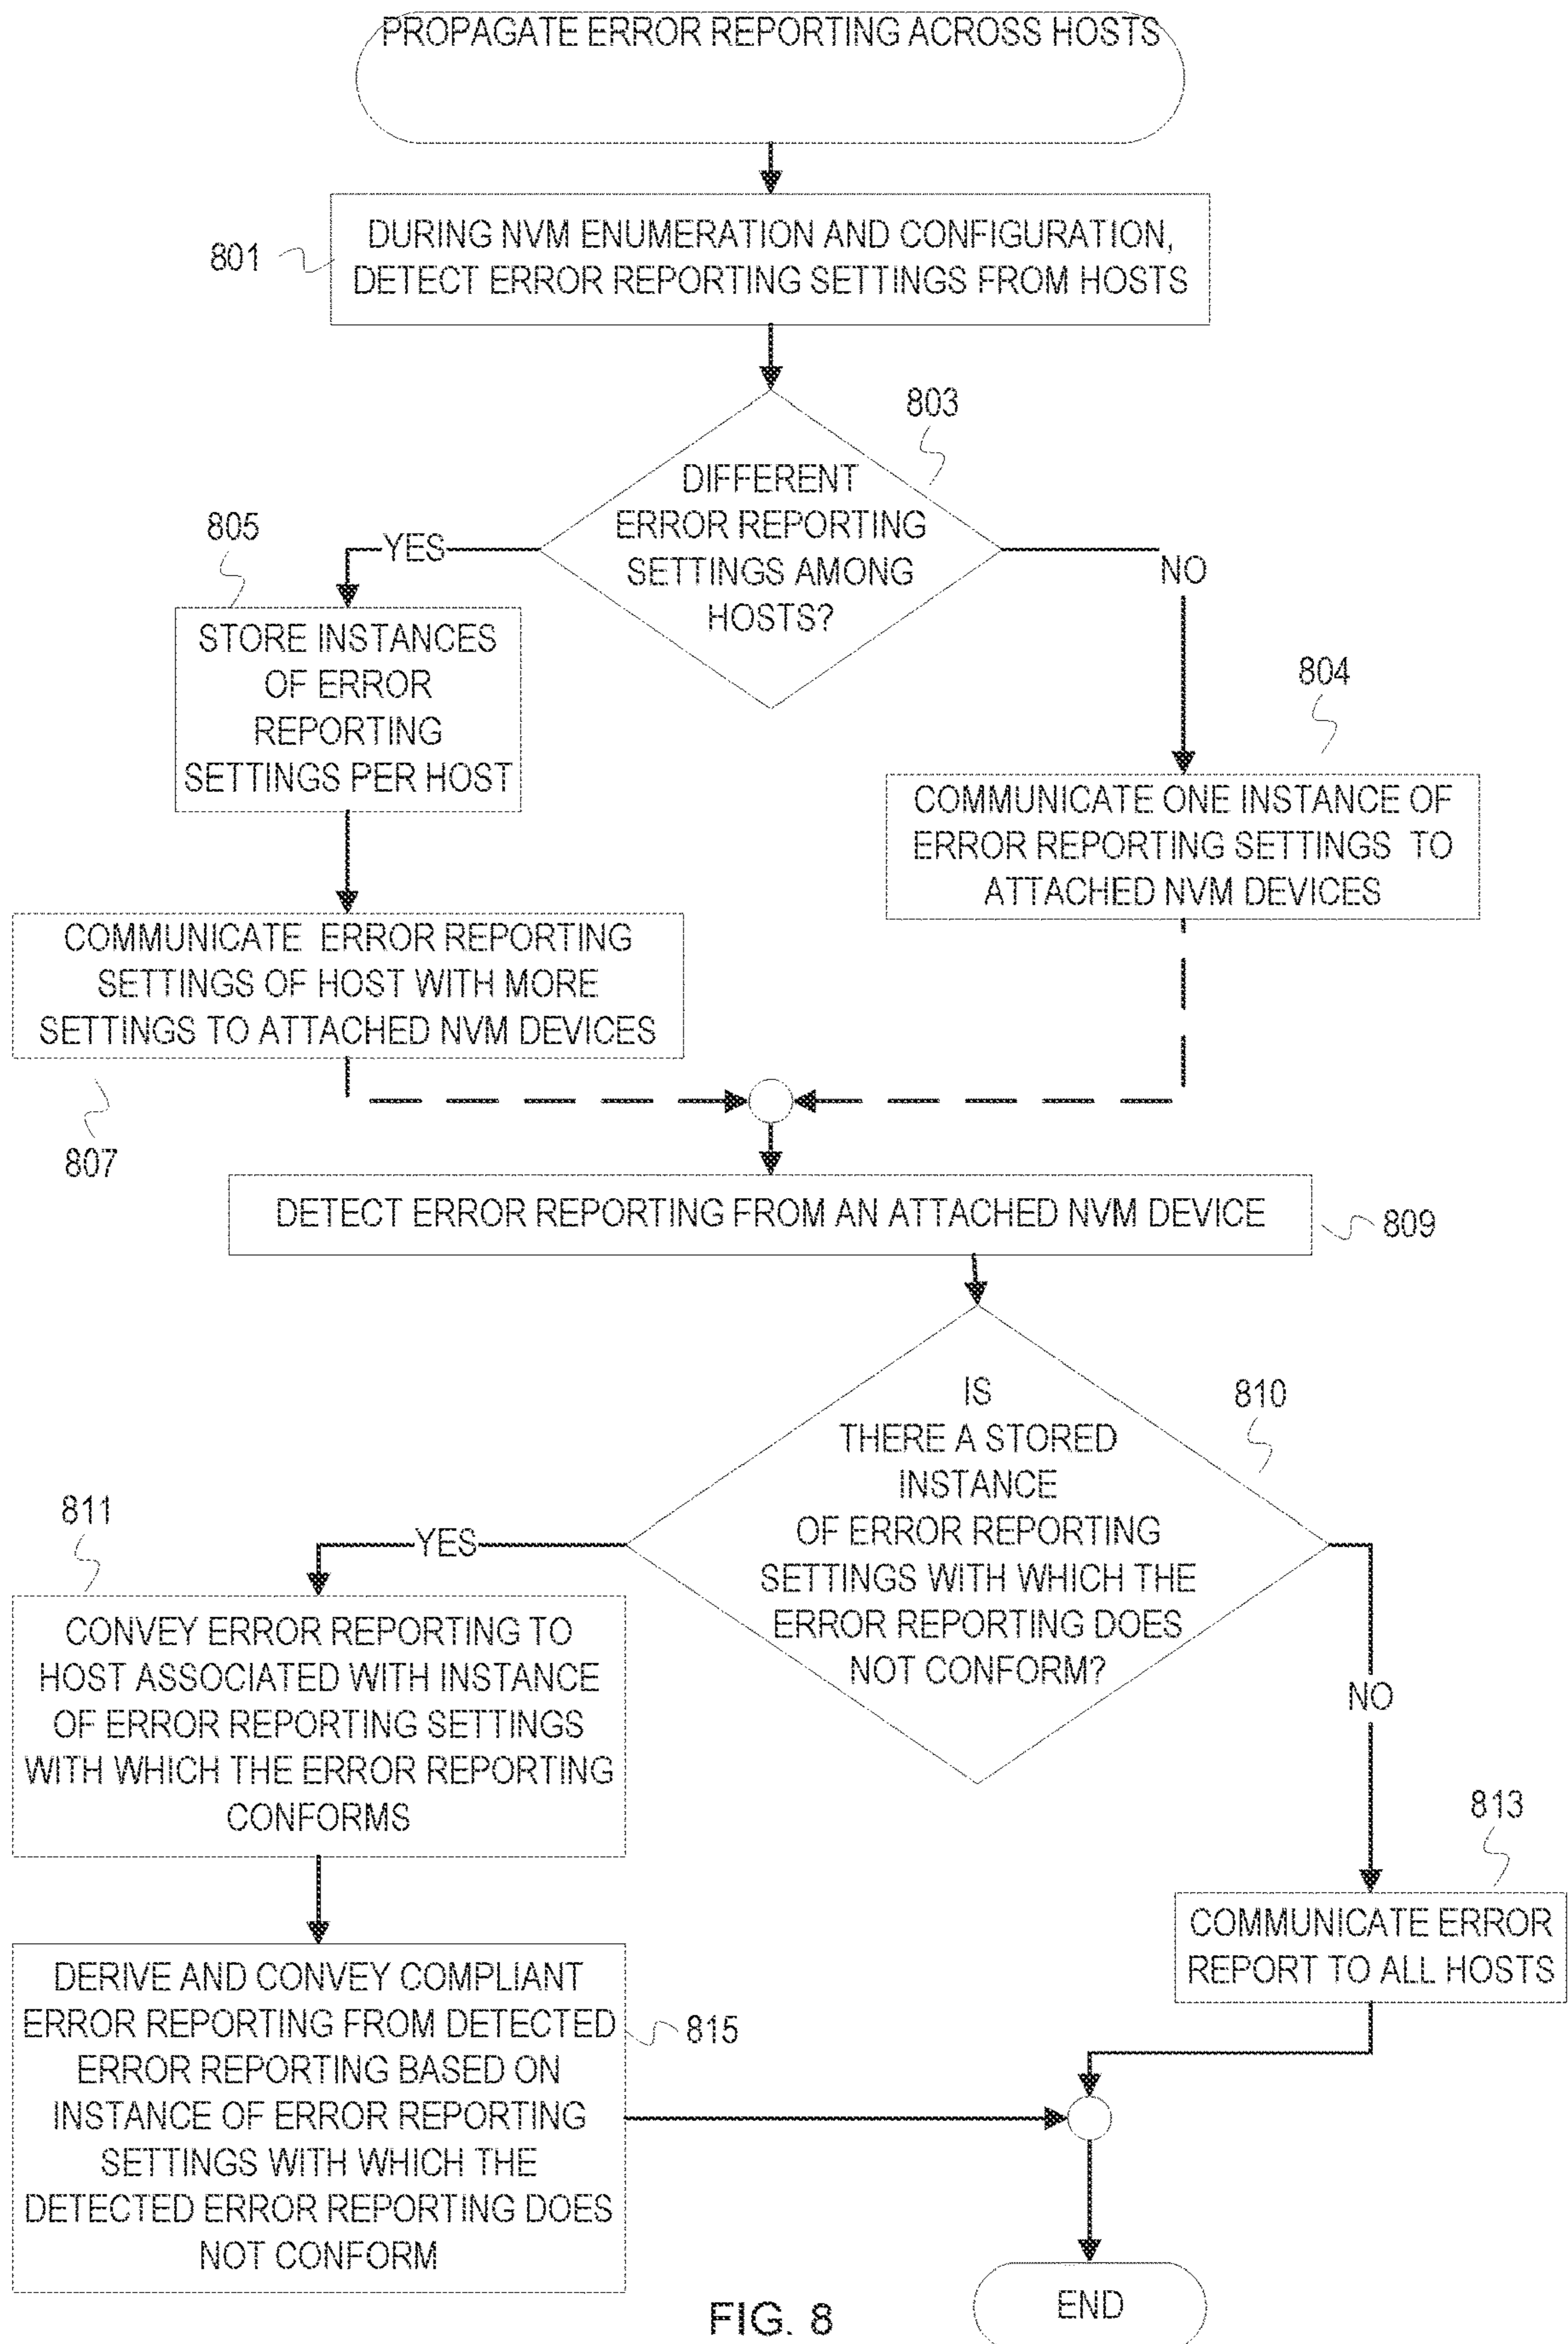 PROPAGATE ERROR REPORTING ACROSS HOSTS
801
DURING NVM ENUMERATION AND CONFIGURATION,
DETECT ERROR REPORTING SETTINGS FROM HOSTS
803
DIFFERENT
ERROR REPORTING
SETTINGS AMONG
HOSTS?
YES
NO
805
STORE INSTANCES
OF ERROR
REPORTING
SETTINGS PER HOST
804
COMMUNICATE ONE INSTANCE OF
ERROR REPORTING SETTINGS TO
ATTACHED NVM DEVICES
COMMUNICATE ERROR REPORTING
SETTINGS OF HOST WITH MORE
SETTINGS TO ATTACHED NVM DEVICES
807
DETECT ERROR REPORTING FROM AN ATTACHED NVM DEVICE
809
810
IS
THERE A STORED
INSTANCE
OF ERROR REPORTING
SETTINGS WITH WHICH THE
ERROR REPORTING DOES
NOT CONFORM?
YES
NO
811
CONVEY ERROR REPORTING TO
HOST ASSOCIATED WITH INSTANCE
OF ERROR REPORTING SETTINGS
WITH WHICH THE ERROR REPORTING
CONFORMS
813
COMMUNICATE ERROR
REPORT TO ALL HOSTS
DERIVE AND CONVEY COMPLIANT
ERROR REPORTING FROM DETECTED
ERROR REPORTING BASED ON
INSTANCE OF ERROR REPORTING
SETTINGS WITH WHICH THE
DETECTED ERROR REPORTING DOES
NOT CONFORM
815
END
FIG. 8